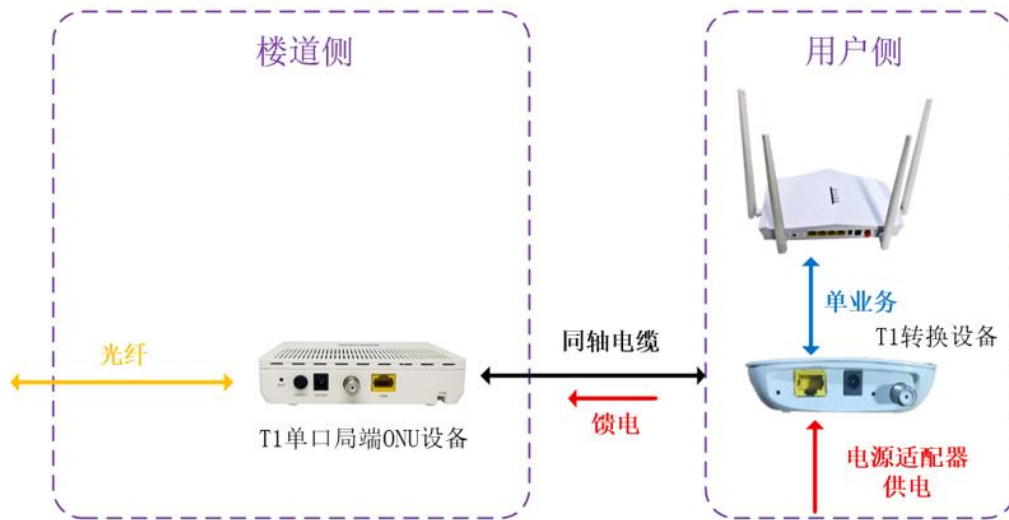 楼道侧
用户侧
单业务
T1转换设备
光纤
同轴电缆
馈电
T1单口局端ONU设备
电源适配器
供电